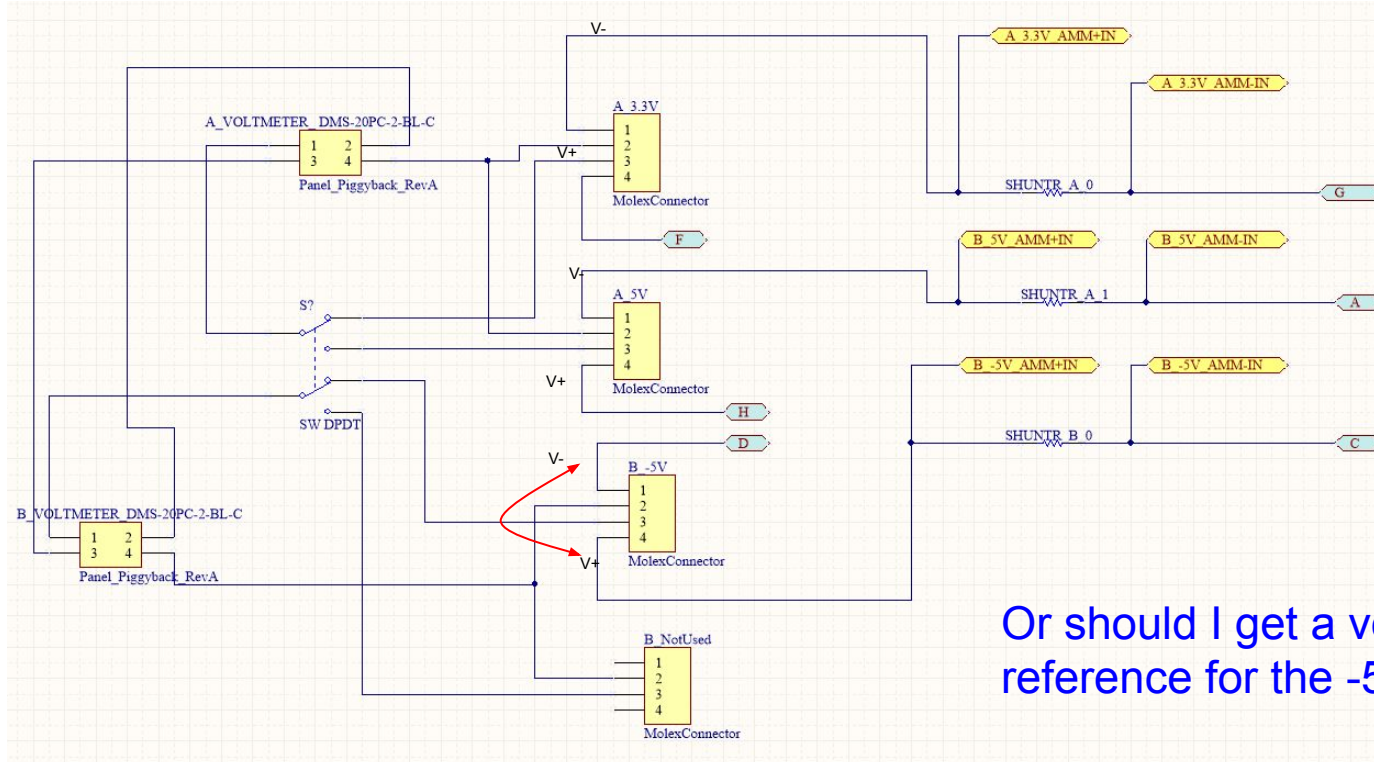 V-
A_3.3V_AMM+IN
A_3.3V_AMM-IN
A_3.3V
A_VOLTMETER_DMS-20PC-2-BL-C
1 2
3 4
Panel_Piggyback_RevA
V+
1
2
3
4
MolexConnector
SHUNTR_A_0
G
F
B_5V_AMM+IN
B_5V_AMM-IN
V-
A_5V
S?
SHUNTR_A_1
A
1
2
3
4
MolexConnector
B_-5V_AMM+IN
B_-5V_AMM-IN
V+
SW DPDT
H
D
SHUNTR_B_0
C
V-
B_-5V
1
2
3
4
MolexConnector
B_VOLTMETER_DMS-20PC-2-BL-C
1 2
3 4
Panel_Piggyback_RevA
V+
Or should I get a
reference for the
B_NotUsed
1
2
3
4
MolexConnector